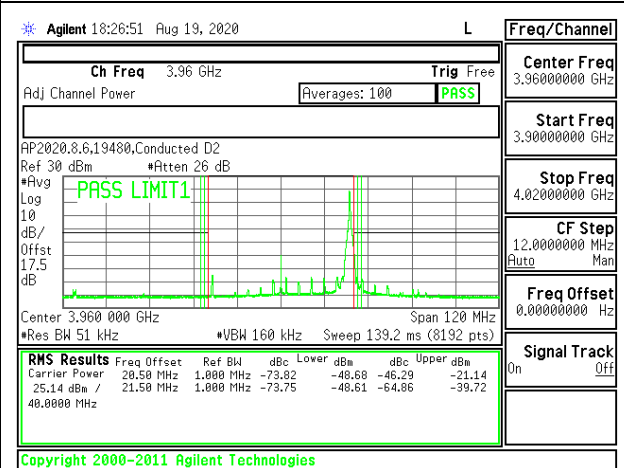 Agilent 18:26:51 Aug 19, 2020 L
Freq/Channel
Ch Freq 3.96 GHz Trig Free
Adj Channel Power Averages: 100 PASS
AP2020.8.6,19480,Conducted D2
Ref 30 dBm #Atten 26 dB
#Avg
Log
10
dB/
Offst
17.5
dB
PASS LIMIT1
Center 3.960 000 GHz Span 120 MHz
#Res BW 51 kHz #VBW 160 kHz Sweep 139.2 ms (8192 pts)
RMS Results Freq Offset Ref BW dBc Lower dBm dBc Upper dBm
Carrier Power 20.50 MHz 1.000 MHz -73.82 -48.68 -46.29 -21.14
25.14 dBm / 21.50 MHz 1.000 MHz -73.75 -48.61 -64.86 -39.72
40.0000 MHz
Center Freq
3.96000000 GHz
Start Freq
3.90000000 GHz
Stop Freq
4.02000000 GHz
CF Step
12.0000000 MHz
Auto Man
Freq Offset
0.00000000 Hz
Signal Track
On Off
Copyright 2000-2011 Agilent Technologies